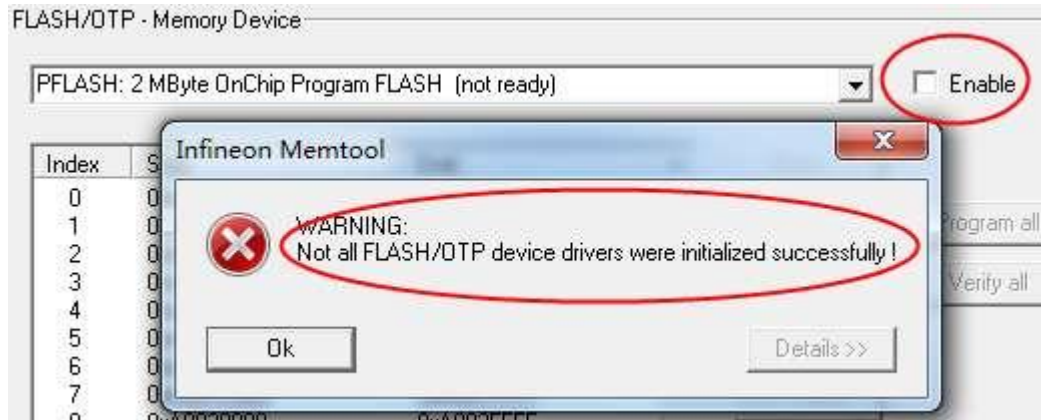 FLASH/OTP - Memory Device
PFLASH: 2 MByte OnChip Program FLASH (not ready)
Enable
Infineon Memtool
Index
0
1
2
3
4
5
6
7
WARNING:
Not all FLASH/OTP device drivers were initialized successfully !
Program all
Verify all
Ok
Details >>